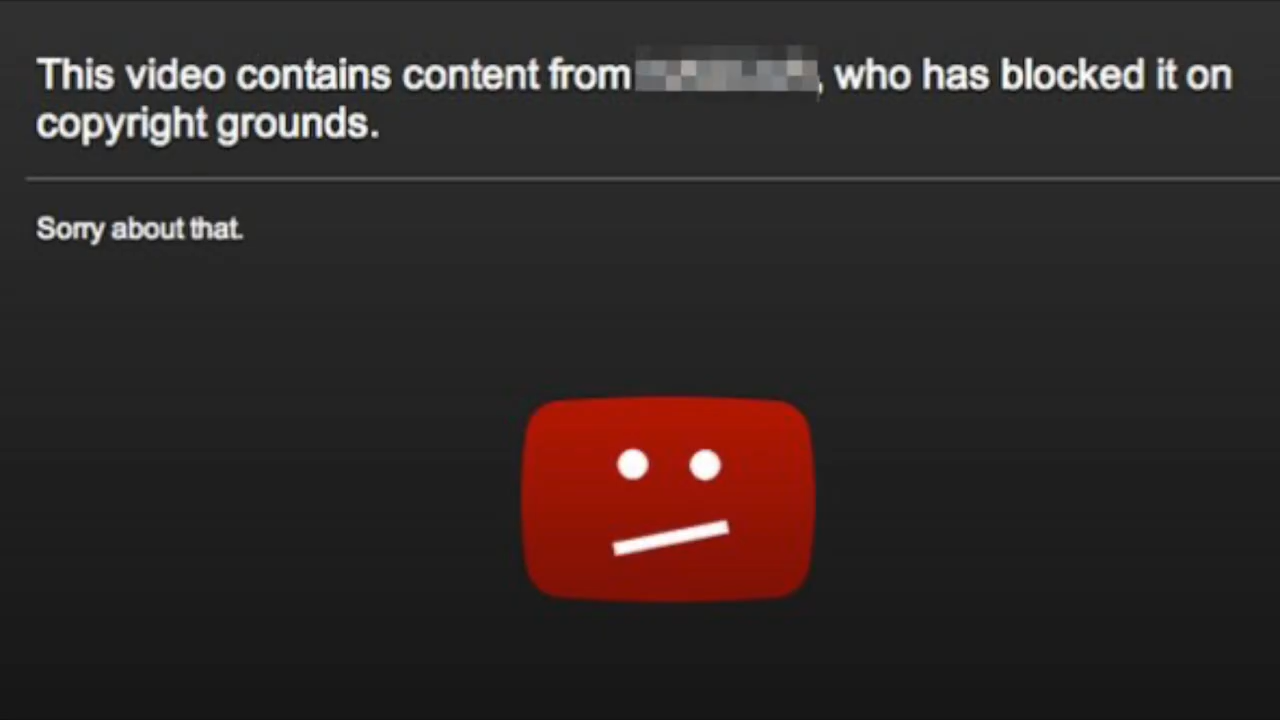 This video contains content from , who has blocked it on
copyright grounds.
Sorry about that.